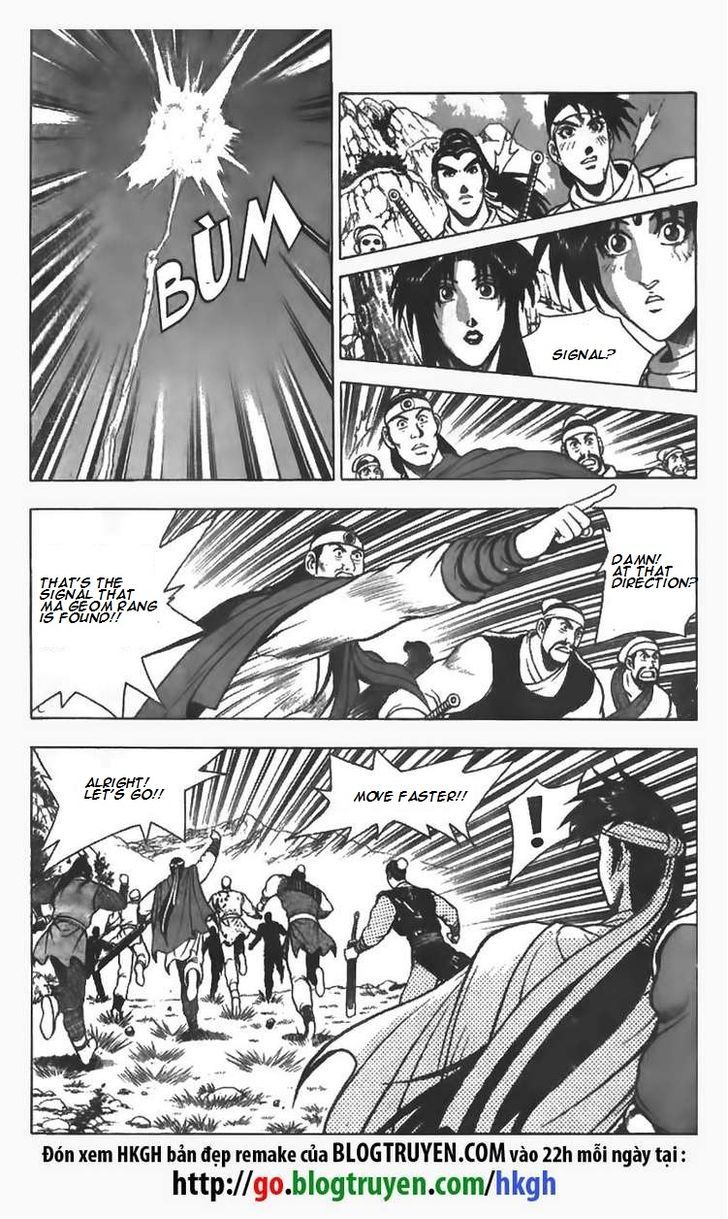 BÙM
SIGNAL?
THAT'S THE
SIGNAL THAT
MA GEOM RANG
IS FOUND!!
DAMN!
AT THAT
DIRECTION?
ALRIGHT!
LET'S GO!!
MOVE FASTER!!
!
Đón xem HKGH bản đẹp remake của BLOGTRUYEN.COM vào 22h mỗi ngày tại :
http://go.blogtruyen.com/hkgh